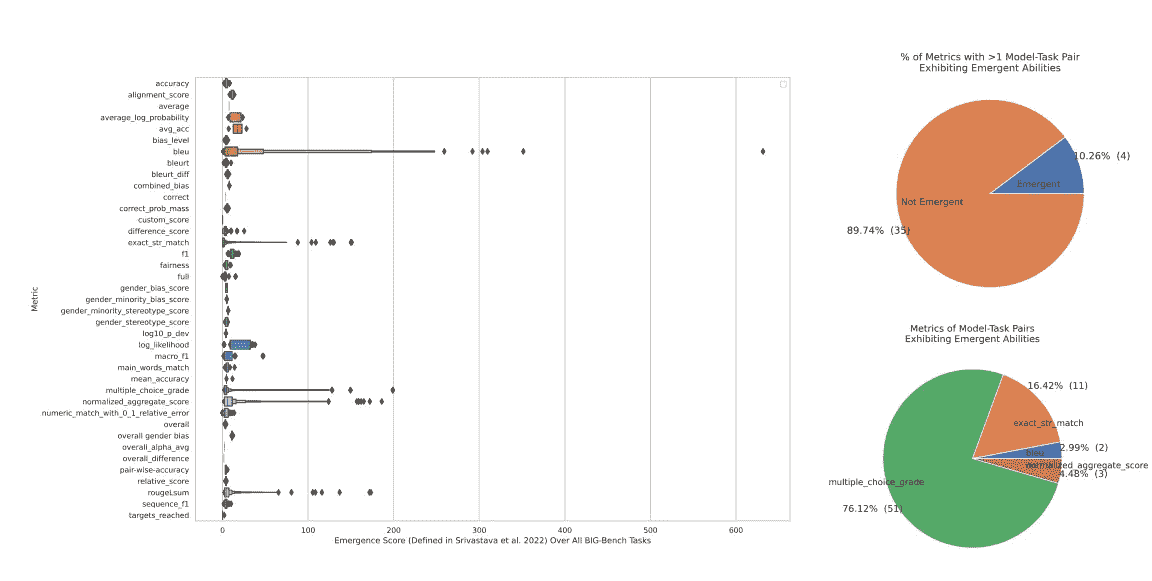 accuracy
alignment_score
average
average_log_probability
avg_acc
bias_level
bleu
bleurt
bleurt_diff
combined_bias
correct
correct_prob_mass
custom_score
difference_score
exact_str_match
f1
fairness
full
gender_bias_score
gender_minority_bias_score
gender_minority_stereotype_score
gender_stereotype_score
log10_p_dev
log_likelihood
macro_f1
main_words_match
mean_accuracy
multiple_choice_grade
normalized_aggregate_score
numeric_match_with_0_1_relative_error
overall
overall gender bias
overall_alpha_avg
overall_difference
pair-wise-accuracy
relative_score
rougeLsum
sequence_f1
targets_reached
Metric
0 100 200 300 400 500 600
Emergence Score (Defined in Srivastava et al. 2022) Over All BIG-Bench Tasks
% of Metrics with >1 Model-Task Pair
Exhibiting Emergent Abilities
10.26% (4)
Emergent
Not Emergent
89.74% (35)
Metrics of Model-Task Pairs
Exhibiting Emergent Abilities
16.42% (11)
exact_str_match
2.99% (2)
bleu
normalized_aggregate_score
4.48% (3)
multiple_choice_grade
76.12% (51)